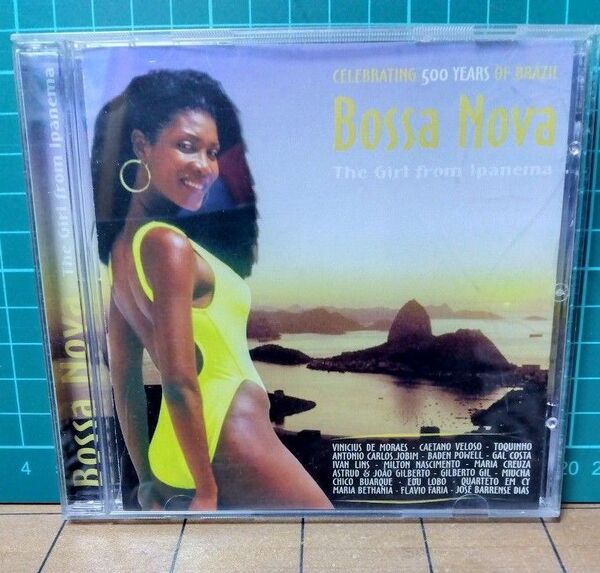 CELEBRATING 500 YEARS OF BRAZIL
Bossa Nova
The Girl from Ipanema
Bossa Nova The Girl from Ipanema
VINICIUS DE MORAES - CAETANO VELOSO - TOQUINHO
ANTONIO CARLOS JOBIM - BADEN POWELL - GAL COSTA
IVAN LINS - MILTON NASCIMENTO - MARIA CREUZA
ASTRUD & JOÃO GILBERTO - GILBERTO GIL - MIUCHA
CHICO BUARQUE - EDU LOBO - QUARTETO EM CY
MARIA BETHANIA - FLAVIO FARIA - JOSÉ BARRENSE DIAS
4
20
2